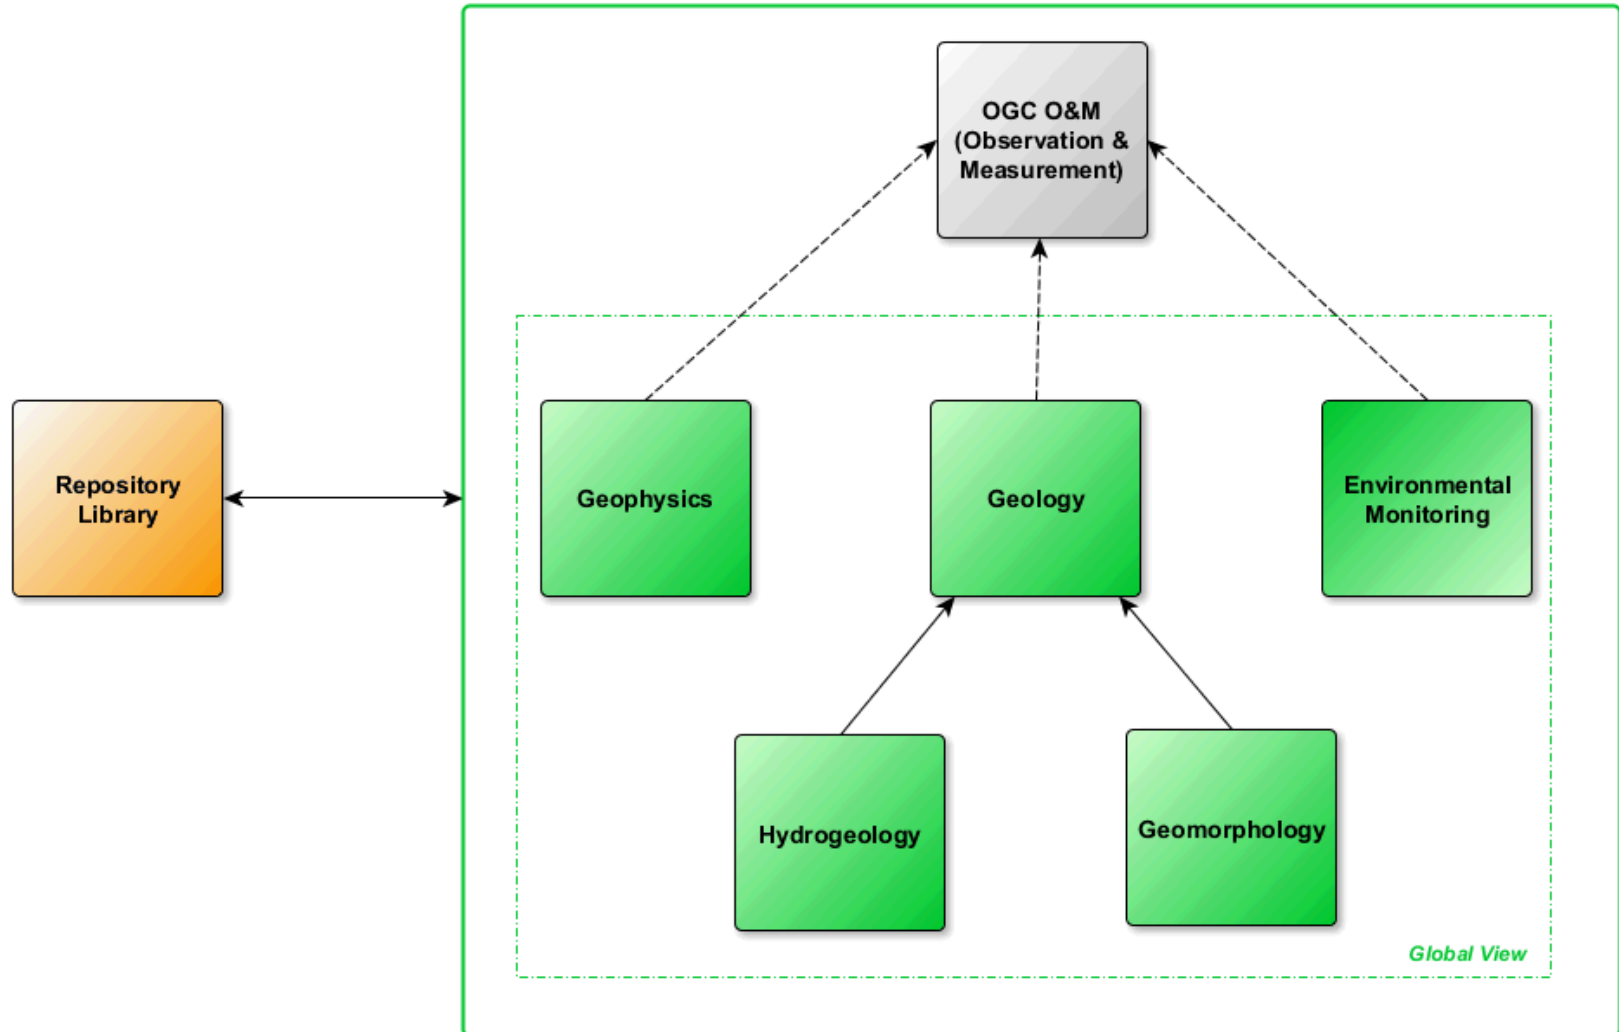 OGC O&M
(Observation &
Measurement)
Repository
Library
Geophysics
Geology
Environmental
Monitoring
Hydrogeology
Geomorphology
Global View